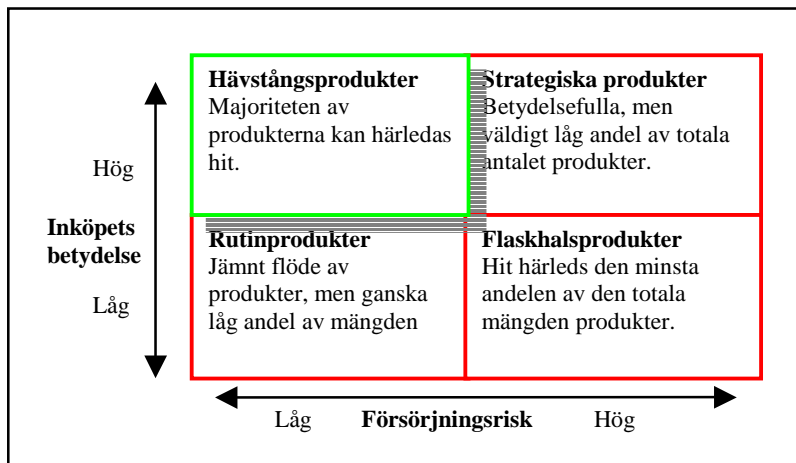 Hävstångsprodukter
Majoriteten av
produkterna kan härledas
hit.
Strategiska produkter
Betydelsefulla, men
väldigt låg andel av totala
antalet produkter.
Hög
Inköpets
betydelse
Låg
Rutinprodukter
Jämnt flöde av
produkter, men ganska
låg andel av mängden
Flaskhalsprodukter
Hit härleds den minsta
andelen av den totala
mängden produkter.
Låg Försörjningsrisk Hög